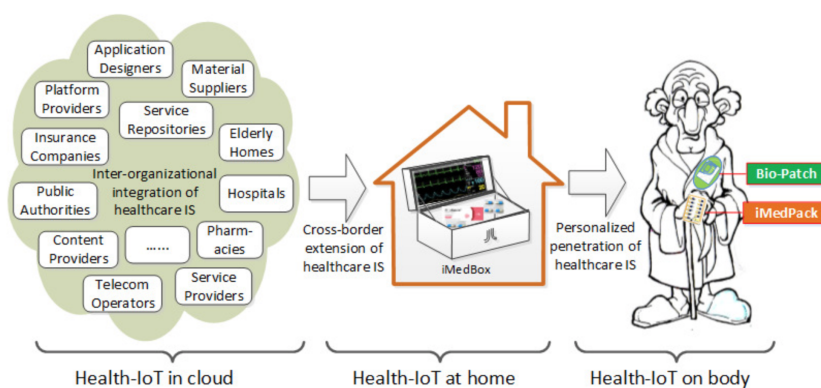 Application
Designers
Material
Suppliers
Platform
Providers
Service
Repositories
Insurance
Companies
Elderly
Homes
Inter-organizational
integration of
healthcare IS
Public
Authorities
Hospitals
Content
Providers
......
Pharm-
acies
Telecom
Operators
Service
Providers
Cross-border
extension of
healthcare IS
iMedBox
Personalized
penetration of
healthcare IS
Bio-Patch
iMedPack
Health-IoT in cloud
Health-IoT at home
Health-IoT on body